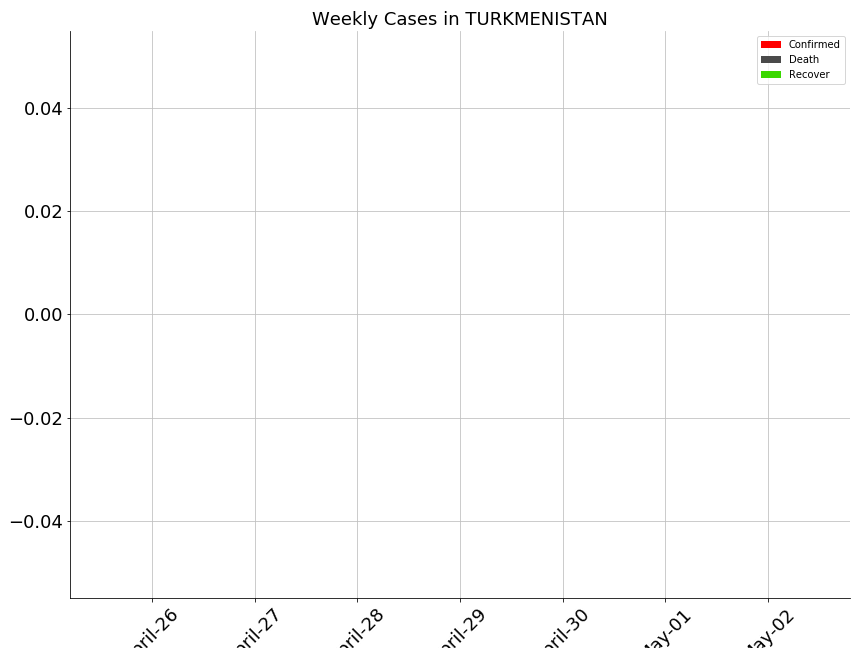 Weekly Cases in TURKMENISTAN
Confirmed
Death
Recover
0.04
0.02
0.00
−0.02
−0.04
pril-26
pril-27
pril-28
pril-29
pril-30
May-01
May-02